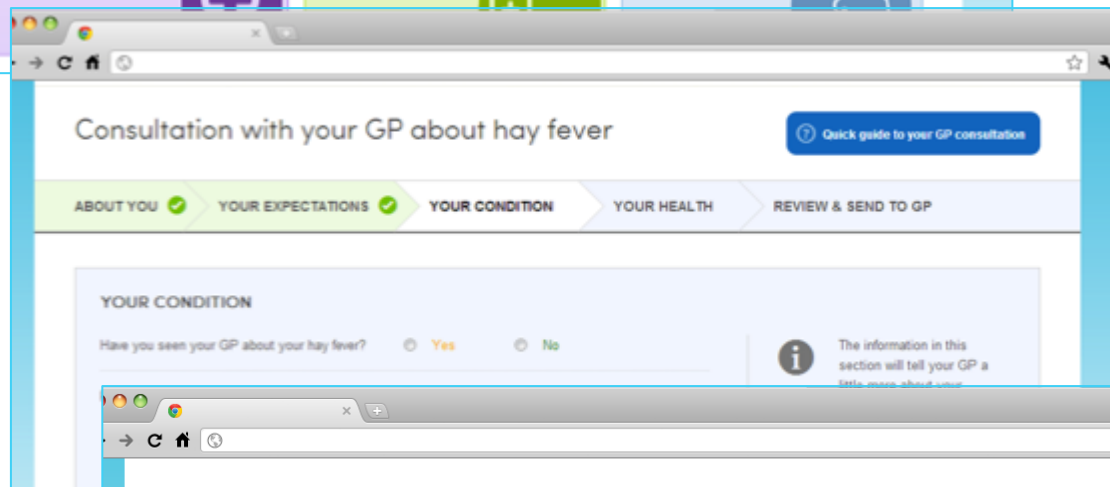 Consultation with your GP about hay fever
Quick guide to your GP consultation
ABOUT YOU YOUR EXPECTATIONS YOUR CONDITION YOUR HEALTH REVIEW & SEND TO GP
YOUR CONDITION
Have you seen your GP about your hay fever? Yes No
The information in this
section will tell your GP a
little more about your